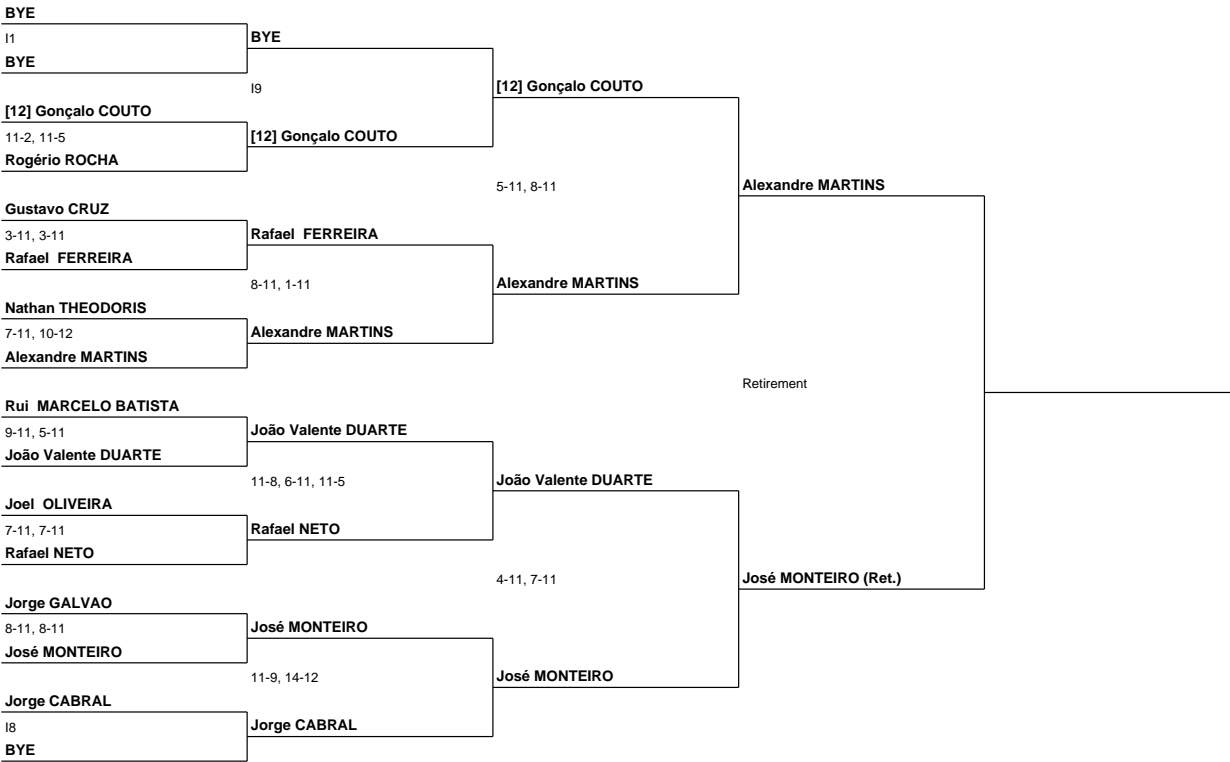 BYE
I1
BYE
BYE
I9
[12] Gonçalo COUTO
[12] Gonçalo COUTO
11-2, 11-5
Rogério ROCHA
[12] Gonçalo COUTO
5-11, 8-11
Alexandre MARTINS
Gustavo CRUZ
3-11, 3-11
Rafael FERREIRA
Rafael FERREIRA
8-11, 1-11
Alexandre MARTINS
Nathan THEODORIS
7-11, 10-12
Alexandre MARTINS
Alexandre MARTINS
Retirement
Rui MARCELO BATISTA
9-11, 5-11
João Valente DUARTE
João Valente DUARTE
11-8, 6-11, 11-5
João Valente DUARTE
Joel OLIVEIRA
7-11, 7-11
Rafael NETO
Rafael NETO
4-11, 7-11
José MONTEIRO (Ret.)
Jorge GALVAO
8-11, 8-11
José MONTEIRO
José MONTEIRO
11-9, 14-12
José MONTEIRO
Jorge CABRAL
I8
BYE
Jorge CABRAL